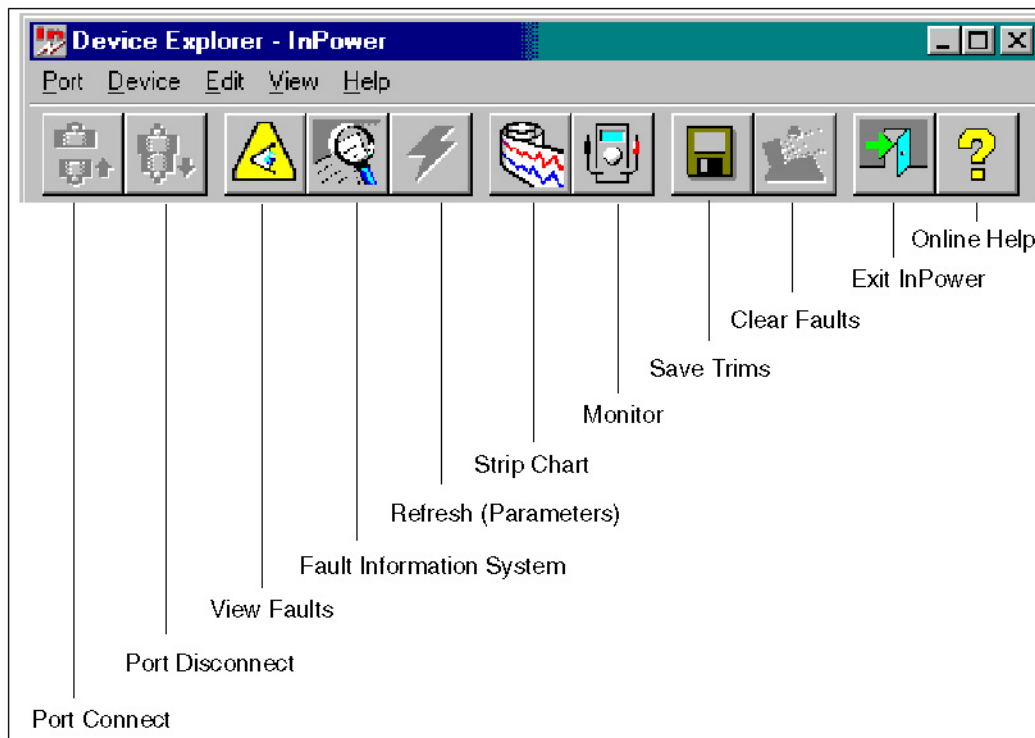 Device Explorer - InPower
Port Device Edit View Help
Online Help
Exit InPower
Clear Faults
Save Trims
Monitor
Strip Chart
Refresh (Parameters)
Fault Information System
View Faults
Port Disconnect
Port Connect